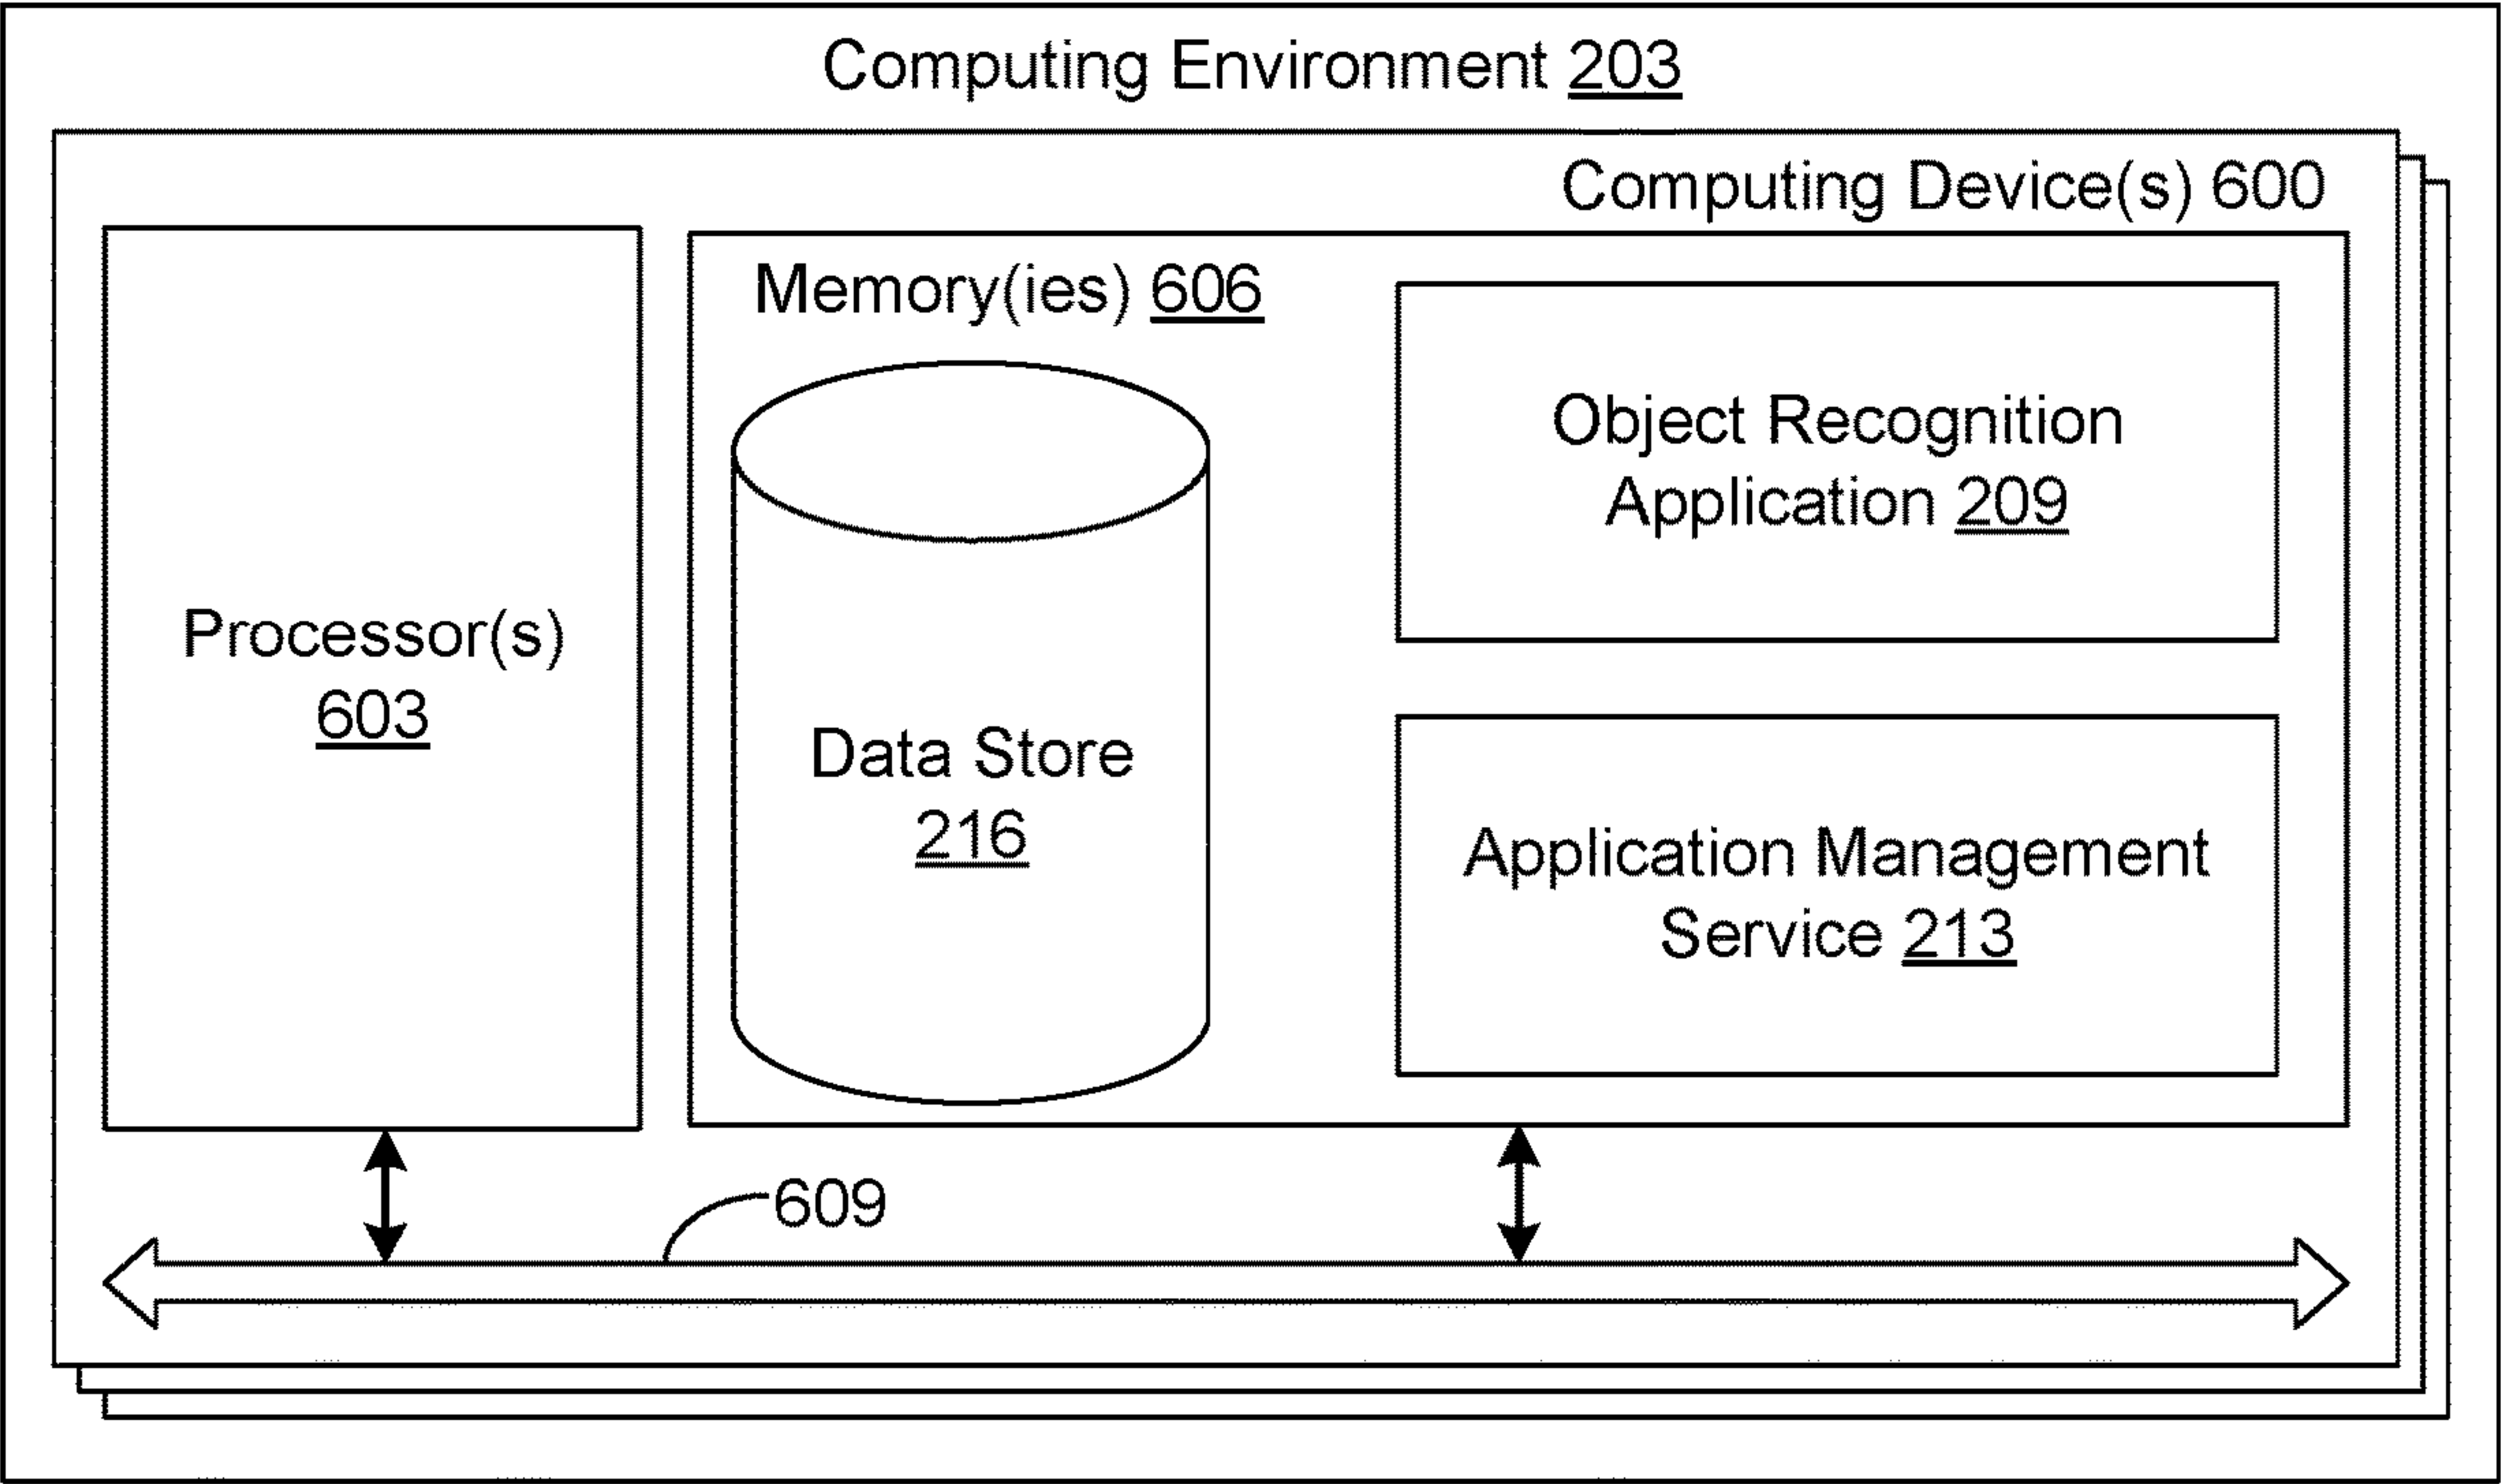 Computing Environment 203
Computing Device(s) 600
Memory(ies) 606
Object Recognition
Application 209
Processor(s)
603
Data Store
216
Application Management
Service 213
609